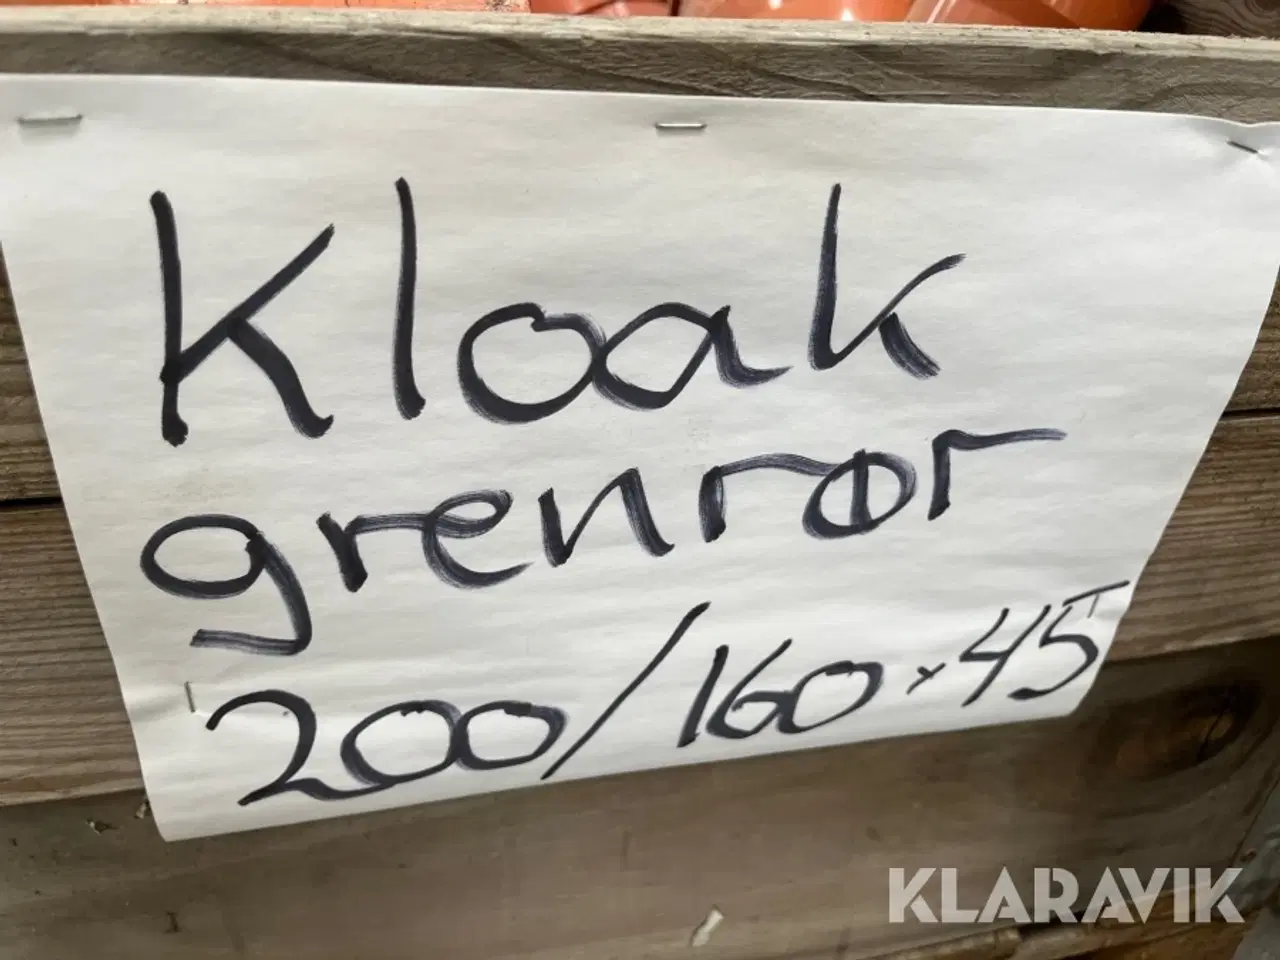 Kloak
grenrør
200/160 x 45
KLARAVIK